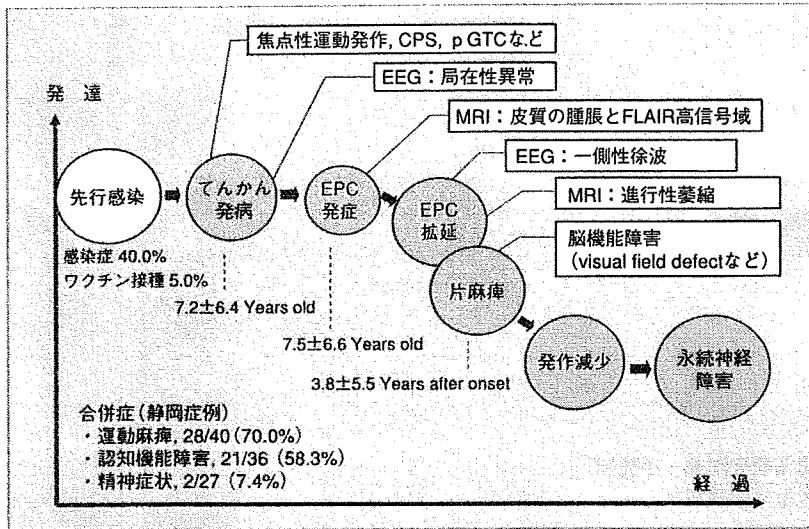 焦点性運動発作, CPS, pGTCなど
EEG：局在性異常
発　達
MRI：皮質の腫脹とFLAIR高信号域
EEG：一側性徐波
先行感染
てんかん
発病
EPC
発症
EPC
拡延
MRI：進行性萎縮
脳機能障害
(visual field defectなど)
感染症 40.0%
ワクチン接種 5.0%
片麻痺
7.2±6.4 Years old
7.5±6.6 Years old
発作減少
永続神経
障害
3.8±5.5 Years after onset
合併症（静岡症例）
・運動麻痺, 28/40（70.0%）
・認知機能障害, 21/36（58.3%）
・精神症状, 2/27（7.4%）
経　過